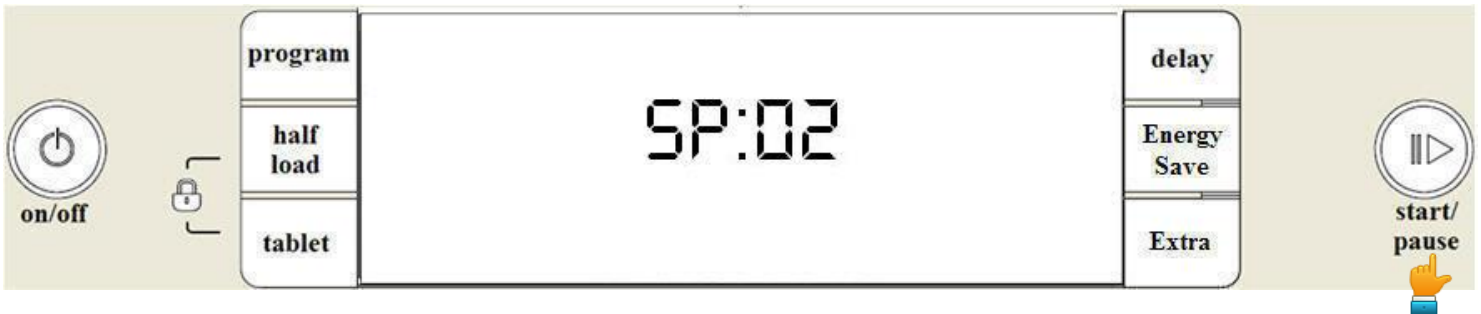 program
half
load
tablet
on/off
SP:02
delay
Energy
Save
Extra
start/
pause